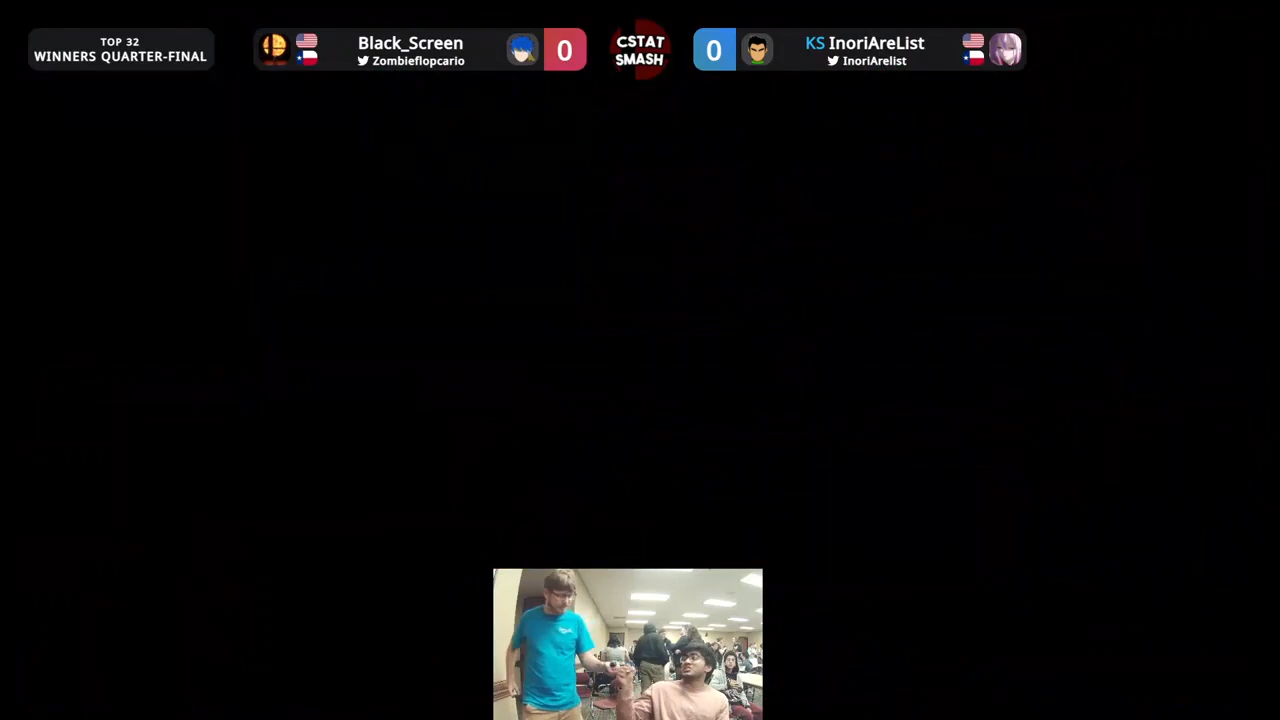 TOP 32
WINNERS QUARTER-FINAL
Black_Screen
Zombieflopcario
0
CSTAT
SMASH
0
KS InoriAreList
InoriArelist